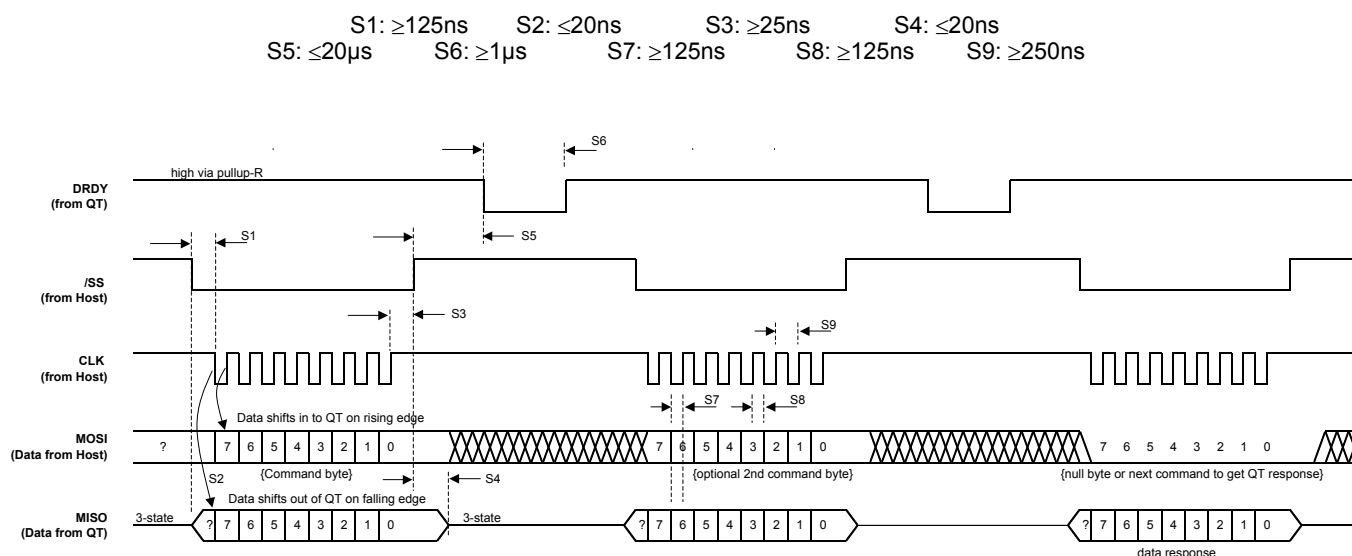 S1: ≥125ns S2: ≤20ns S3: ≥25ns S4: ≤20ns
S5: ≤20µs S6: ≥1µs S7: ≥125ns S8: ≥125ns S9: ≥250ns
S6
high via pullup-R
DRDY
(from QT)
S1
S5
/SS
(from Host)
S3
S9
CLK
(from Host)
S7
S8
Data shifts in to QT on rising edge
MOSI
(Data from Host)
? 7 6 5 4 3 2 1 0 7 6 5 4 3 2 1 0 7 6 5 4 3 2 1 0
{Command byte} {optional 2nd command byte} {null byte or next command to get QT response}
S2
S4
Data shifts out of QT on falling edge
MISO
(Data from QT)
3-state ? 7 6 5 4 3 2 1 0 3-state ? 7 6 5 4 3 2 1 0 ? 7 6 5 4 3 2 1 0
data response